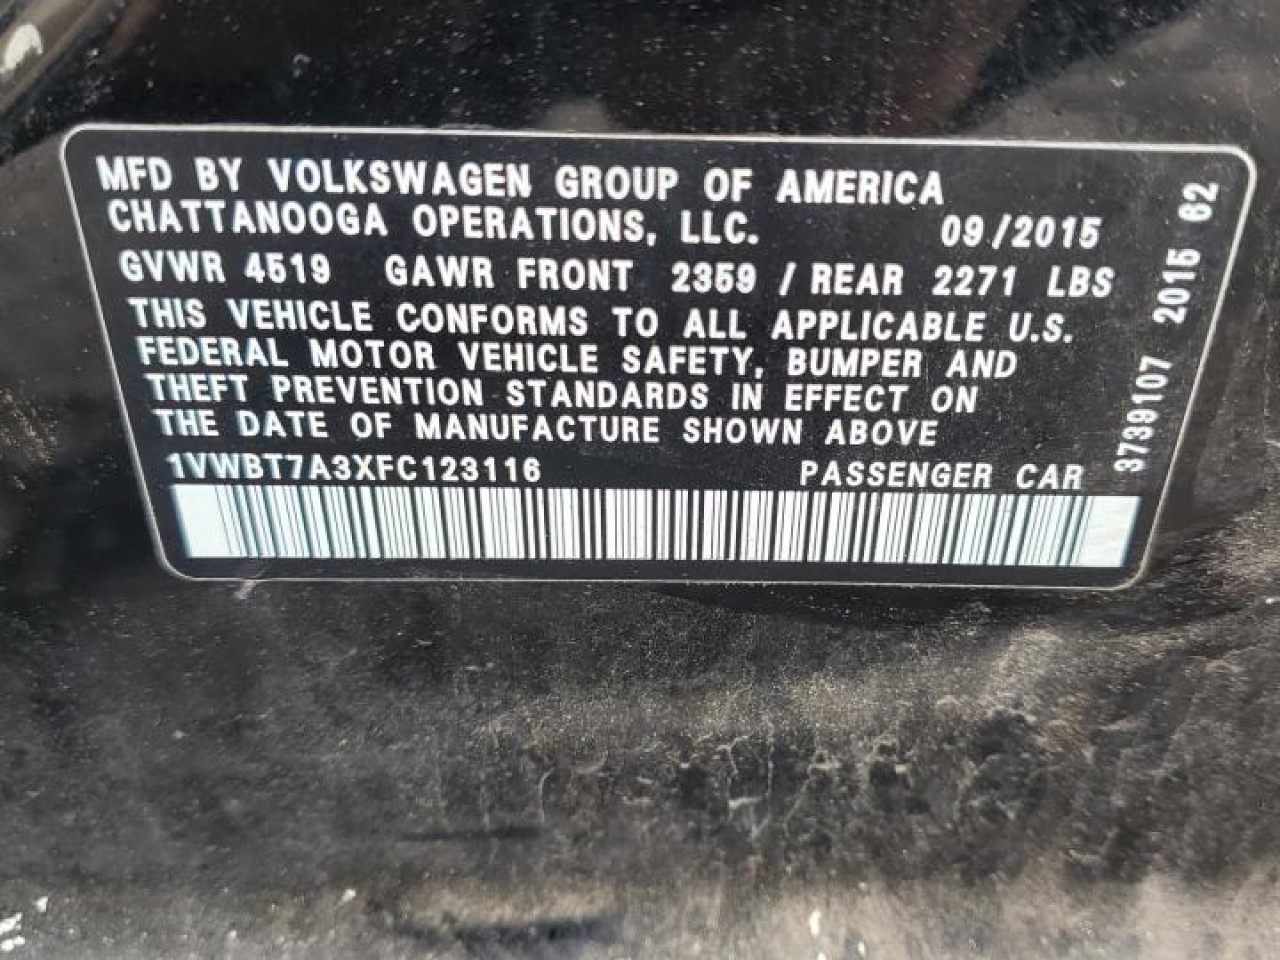 MFD BY VOLKSWAGEN GROUP OF AMERICA
CHATTANOOGA OPERATIONS, LLC. 09/2015
GVWR 4519 GAWR FRONT 2359 / REAR 2271 LBS
THIS VEHICLE CONFORMS TO ALL APPLICABLE U.S.
FEDERAL MOTOR VEHICLE SAFETY, BUMPER AND
THEFT PREVENTION STANDARDS IN EFFECT ON
THE DATE OF MANUFACTURE SHOWN ABOVE
1VWBT7A3XFC123116 PASSENGER CAR
3739107 2015 62